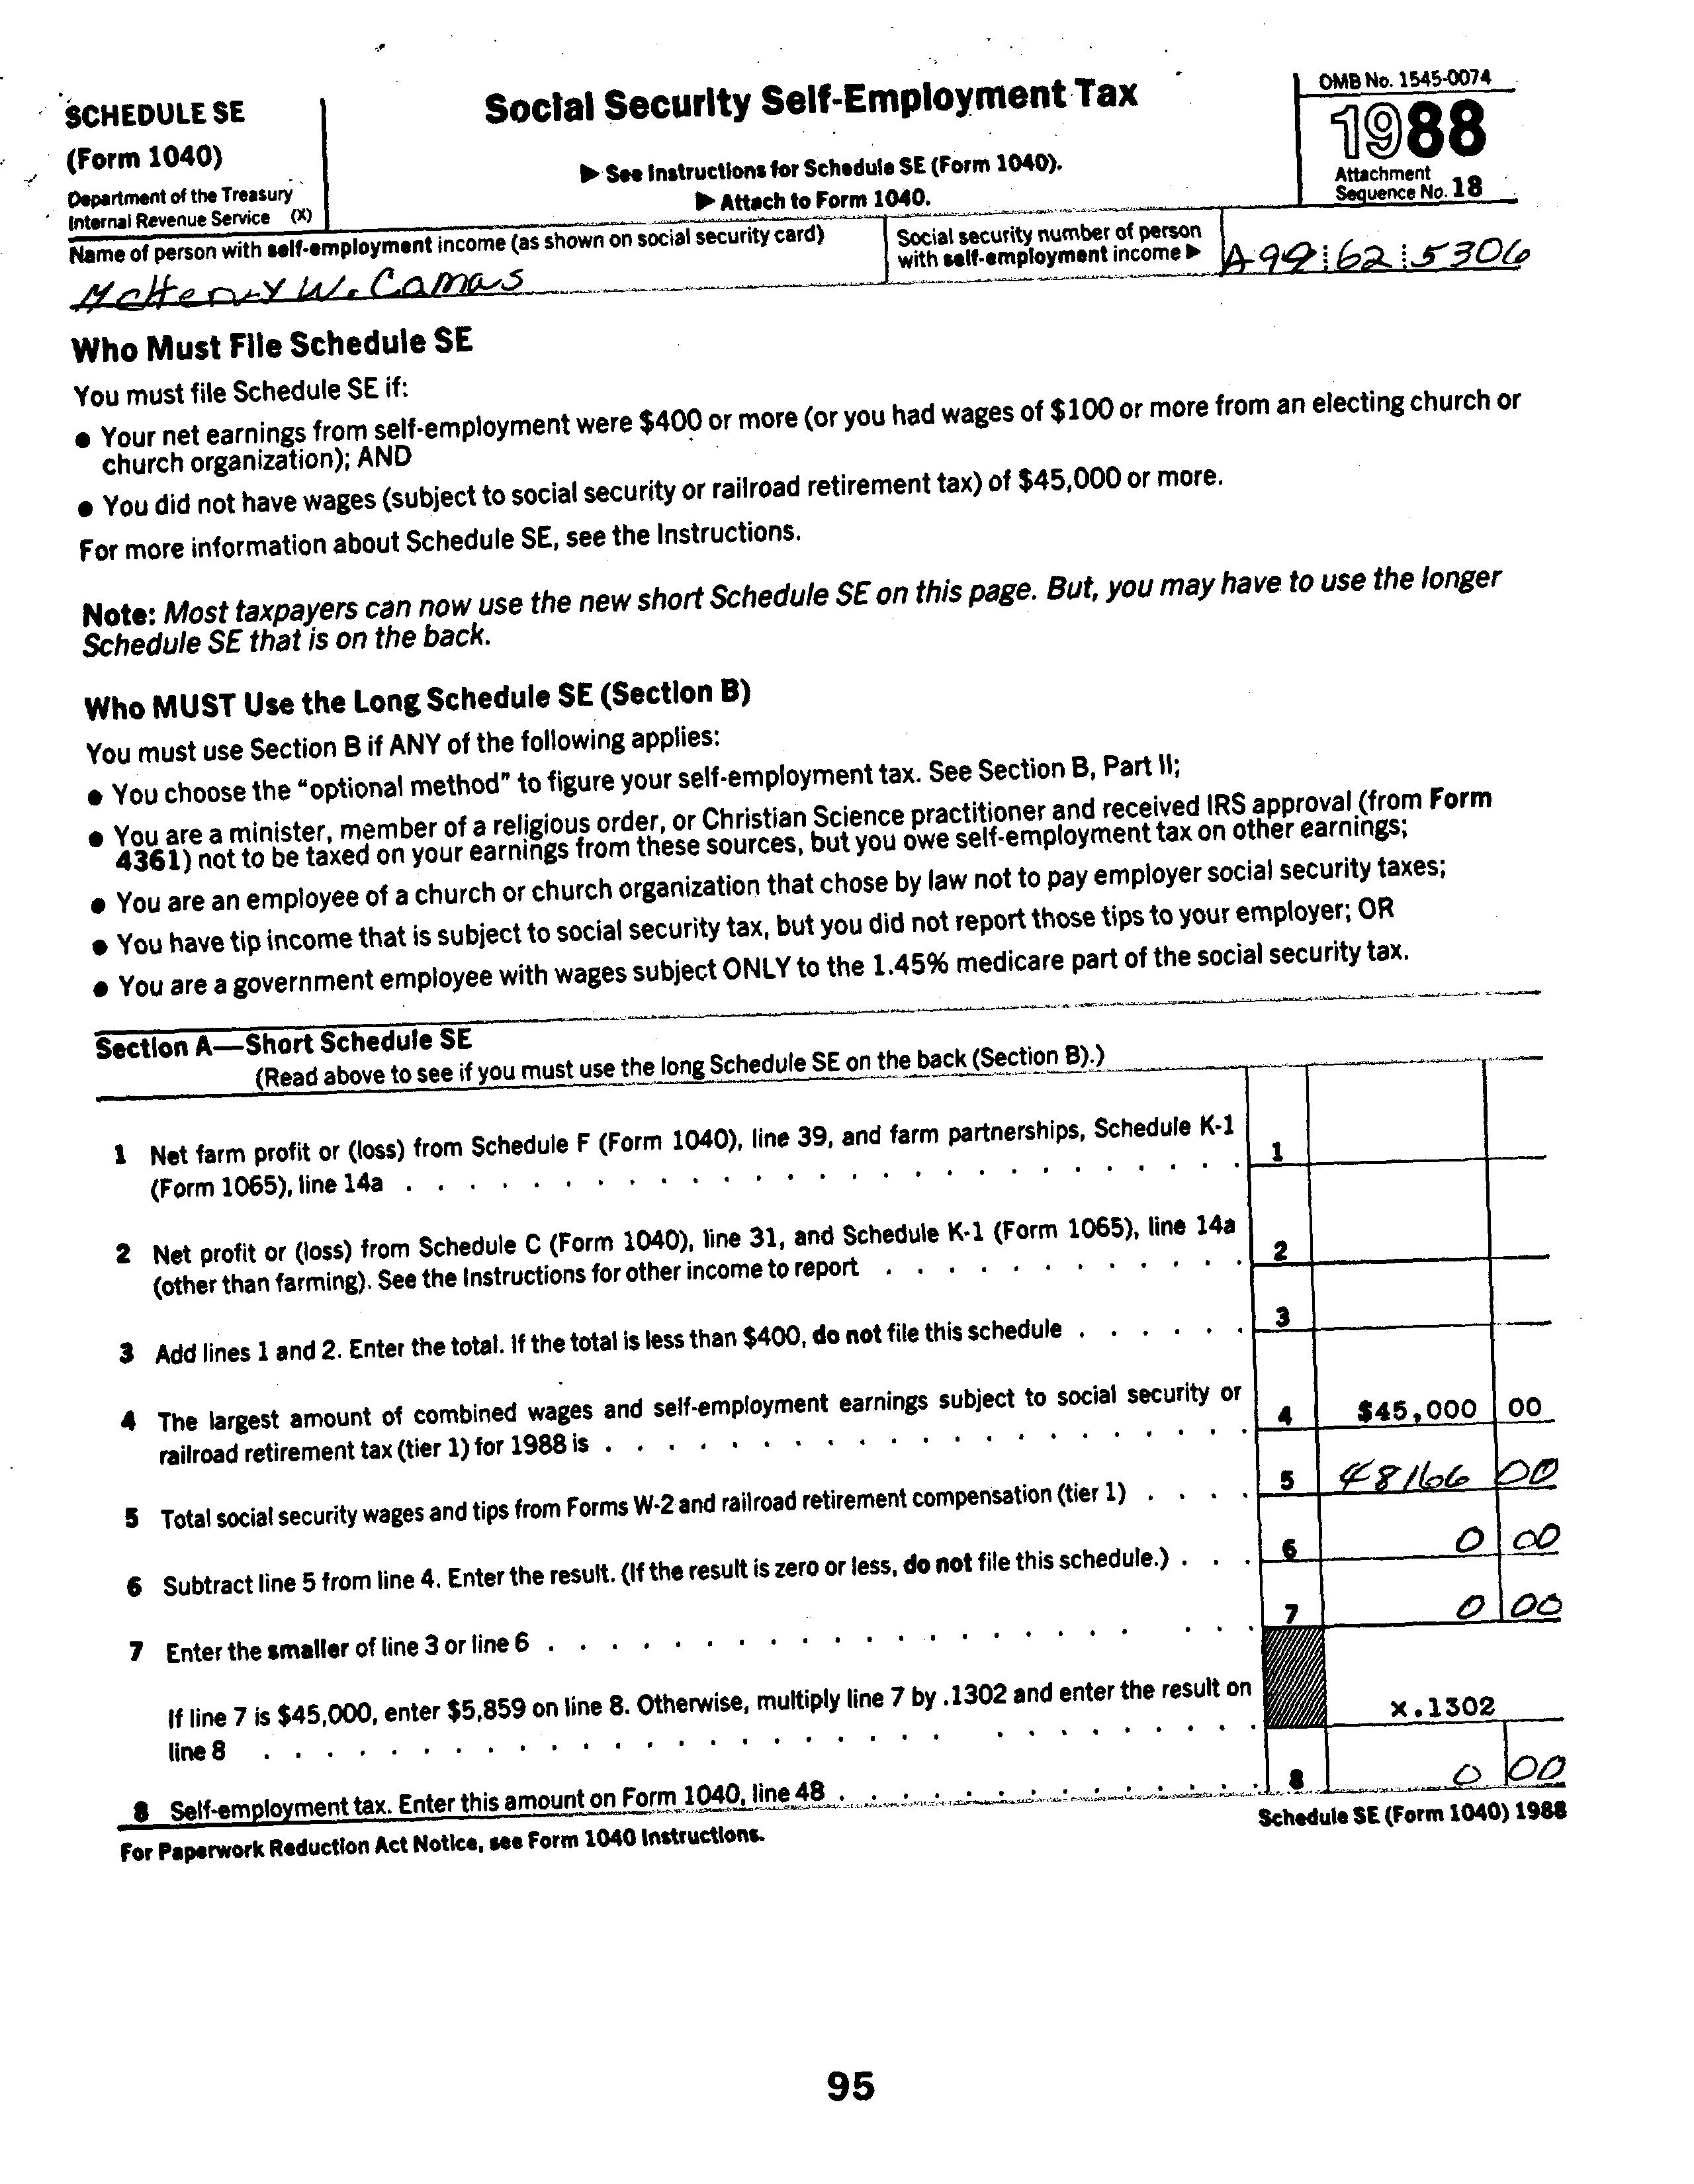 SCHEDULE SE
(Form 1040)
Department of the Treasury
Internal Revenue Service (X)
Social Security Self-Employment Tax
▶ See Instructions for Schedule SE (Form 1040).
▶ Attach to Form 1040.
OMB No. 1545-0074
1988
Attachment
Sequence No. 18
Name of person with self-employment income (as shown on social security card)
McHenry W. Camas
Social security number of person
with self-employment income ▶
A99 62 5306
Who Must File Schedule SE
You must file Schedule SE if:
● Your net earnings from self-employment were $400 or more (or you had wages of $100 or more from an electing church or
church organization); AND
● You did not have wages (subject to social security or railroad retirement tax) of $45,000 or more.
For more information about Schedule SE, see the Instructions.
Note: Most taxpayers can now use the new short Schedule SE on this page. But, you may have to use the longer
Schedule SE that is on the back.
Who MUST Use the Long Schedule SE (Section B)
You must use Section B if ANY of the following applies:
● You choose the "optional method" to figure your self-employment tax. See Section B, Part II;
● You are a minister, member of a religious order, or Christian Science practitioner and received IRS approval (from Form
4361) not to be taxed on your earnings from these sources, but you owe self-employment tax on other earnings;
● You are an employee of a church or church organization that chose by law not to pay employer social security taxes;
● You have tip income that is subject to social security tax, but you did not report those tips to your employer; OR
● You are a government employee with wages subject ONLY to the 1.45% medicare part of the social security tax.
Section A—Short Schedule SE
(Read above to see if you must use the long Schedule SE on the back (Section B).)
1 Net farm profit or (loss) from Schedule F (Form 1040), line 39, and farm partnerships, Schedule K-1
(Form 1065), line 14a . . . . . . . . . . . . . . . . . . . . . . . . . . . 1
2 Net profit or (loss) from Schedule C (Form 1040), line 31, and Schedule K-1 (Form 1065), line 14a
(other than farming). See the Instructions for other income to report . . . . . . . . . . . . 2
3 Add lines 1 and 2. Enter the total. If the total is less than $400, do not file this schedule . . . . . . 3
4 The largest amount of combined wages and self-employment earnings subject to social security or
railroad retirement tax (tier 1) for 1988 is . . . . . . . . . . . . . . . . . . . . . 4 $45,000 00
5 Total social security wages and tips from Forms W-2 and railroad retirement compensation (tier 1) . . . . 5 48166 00
6 Subtract line 5 from line 4. Enter the result. (If the result is zero or less, do not file this schedule.) . . . 6 0 00
7 Enter the smaller of line 3 or line 6 . . . . . . . . . . . . . . . . . . . . . . 7 0 00
If line 7 is $45,000, enter $5,859 on line 8. Otherwise, multiply line 7 by .1302 and enter the result on
line 8 . . . . . . . . . . . . . . . . . . . . . . . . . . . . . . x.1302
8 Self-employment tax. Enter this amount on Form 1040, line 48 . . . . . . . . . . . . . . 8 0 00
For Paperwork Reduction Act Notice, see Form 1040 Instructions.
Schedule SE (Form 1040) 1988
95